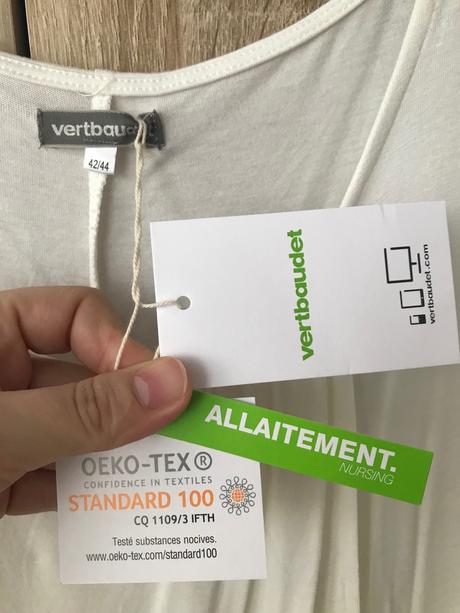 vertbaudet
42/44
vertbaudet
vertbaudet.com
ALLAITEMENT.
NURSING
OEKO-TEX®
CONFIDENCE IN TEXTILES
STANDARD 100
CQ 1109/3 IFTH
Testé substances nocives.
www.oeko-tex.com/standard100